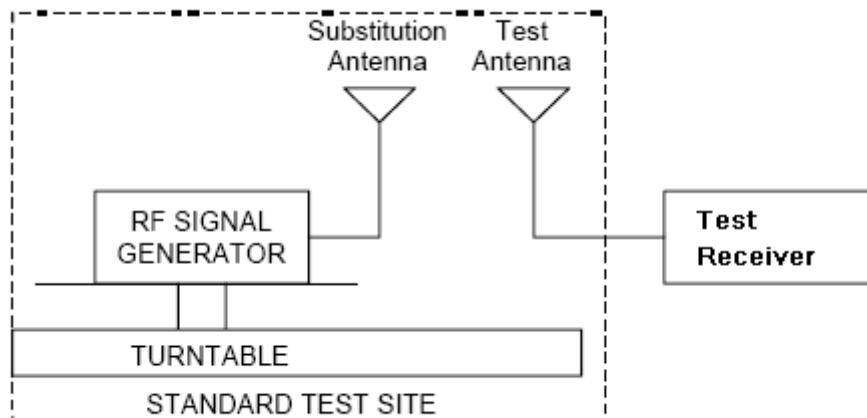 Substitution
Antenna
Test
Antenna
RF SIGNAL
GENERATOR
Test
Receiver
TURNTABLE
STANDARD TEST SITE